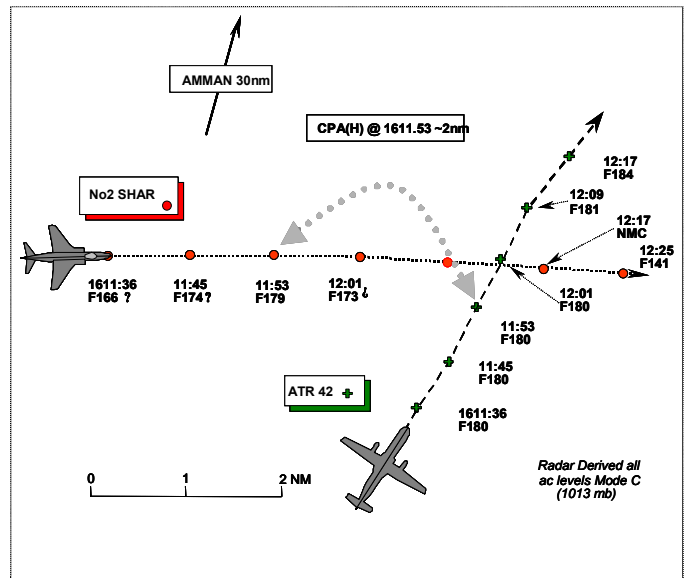 AMMAN 30nm
CPA(H) @ 1611.53 ~2nm
No2 SHAR
12:17
F184
12:09
F181
12:17
NMC
12:25
F141
1611:36
F166 ?
11:45
F174?
11:53
F179
12:01
F173 ?
12:01
F180
11:53
F180
11:45
F180
ATR 42
1611:36
F180
0 1 2 NM
Radar Derived all
ac levels Mode C
(1013 mb)